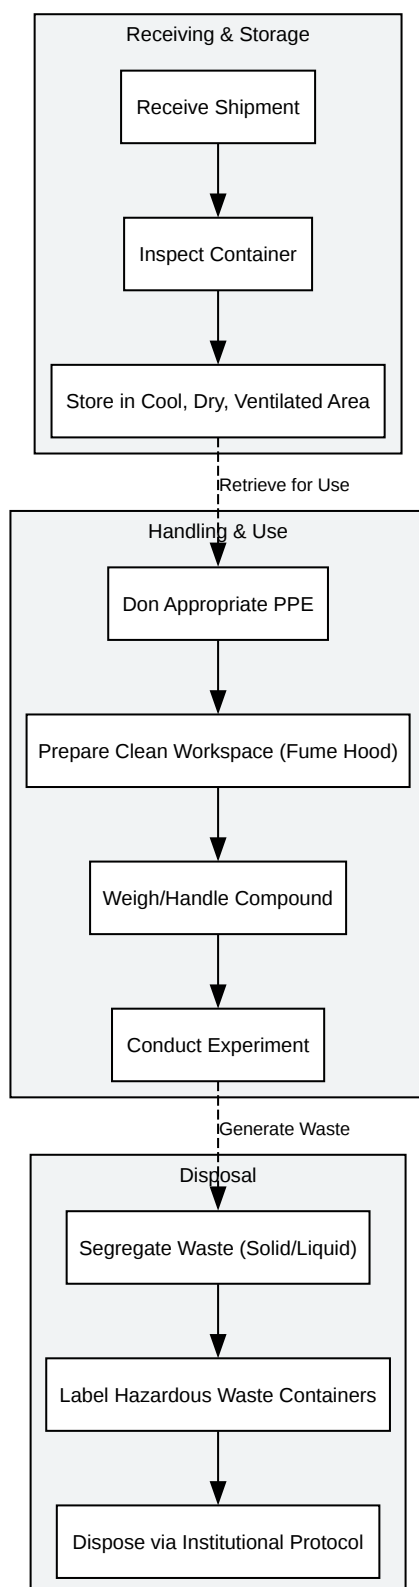 Receiving & Storage
Receive Shipment
Inspect Container
Store in Cool, Dry, Ventilated Area
Retrieve for Use
Handling & Use
Don Appropriate PPE
Prepare Clean Workspace (Fume Hood)
Weigh/Handle Compound
Conduct Experiment
Generate Waste
Disposal
Segregate Waste (Solid/Liquid)
Label Hazardous Waste Containers
Dispose via Institutional Protocol